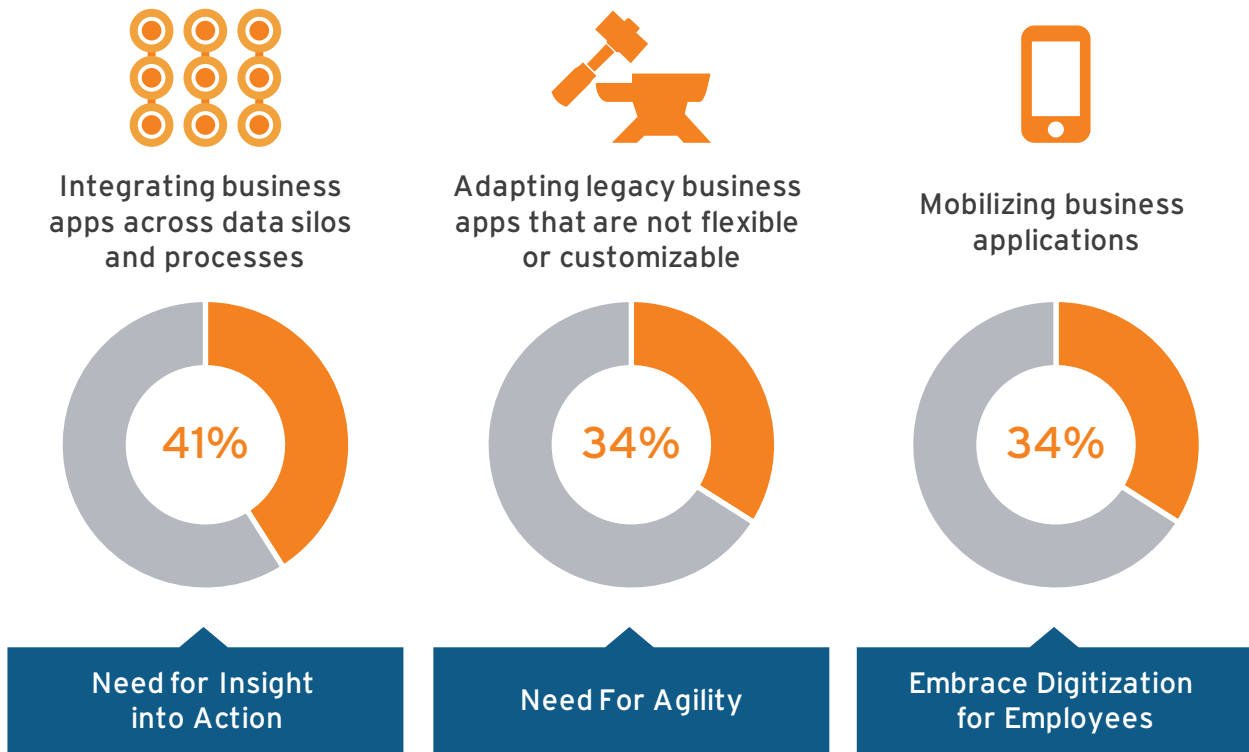 Integrating business
apps across data silos
and processes
41%
Need for Insight
into Action
Adapting legacy business
apps that are not flexible
or customizable
34%
Need For Agility
Mobilizing business
applications
34%
Embrace Digitization
for Employees